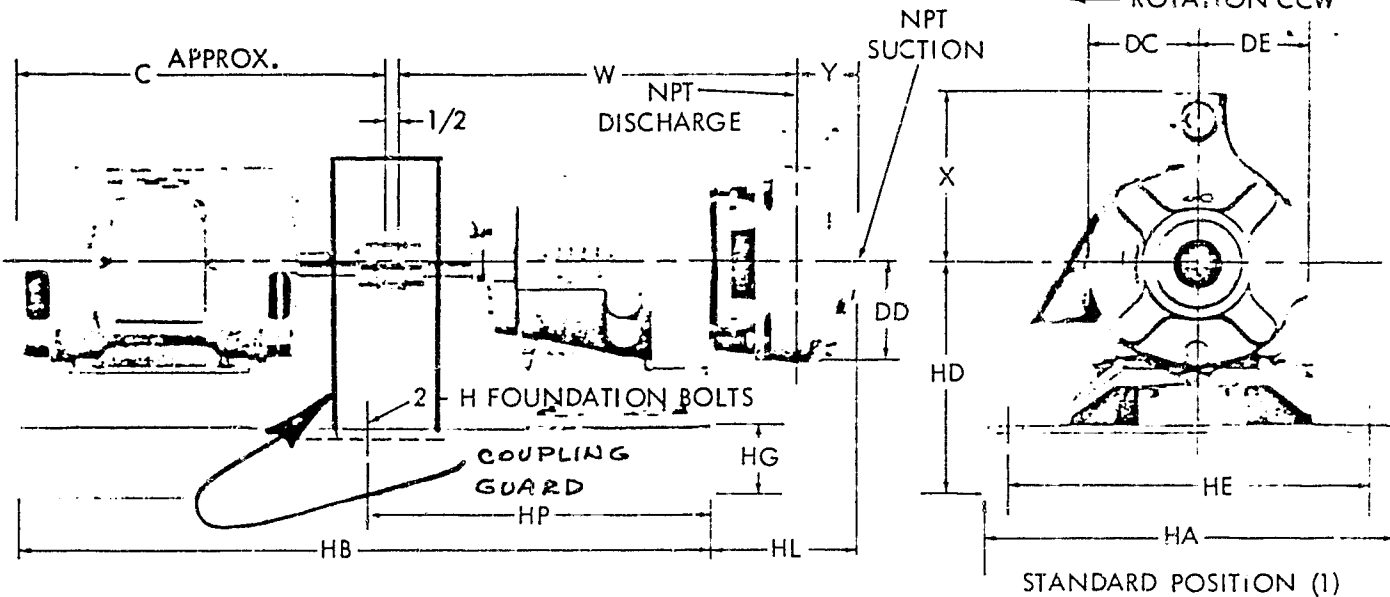 ROTATION CCW
NPT
SUCTION
DC
DE
C
APPROX.
W
Y
NPT
DISCHARGE
1/2
X
DD
HD
2 - H FOUNDATION BOLTS
COUPLING
GUARD
HG
HP
HE
HB
HL
HA
STANDARD POSITION (1)